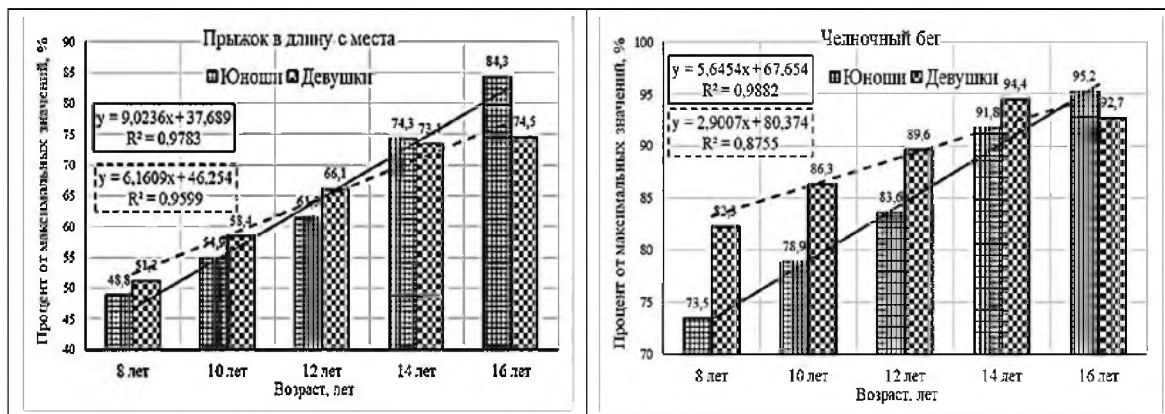 Прыжок в длину с места
Юноши Девушки
y = 9,0236x + 37,689
R² = 0,9783
y = 6,1609x + 46,254
R² = 0,9599
Процент от максимальных значений, %
90
85
80
75
70
65
60
55
50
45
40
48,8
51,2
54,9
58,4
66,1
74,3
84,3
74,5
8 лет
10 лет
12 лет
14 лет
16 лет
Возраст, лет
Челночный бег
Юноши Девушки
y = 5,6454x + 67,654
R² = 0,9882
y = 2,9007x + 80,374
R² = 0,8755
Процент от максимальных значений, %
100
95
90
85
80
75
70
73,5
78,9
86,3
83,6
89,6
91,8
94,4
95,2
92,7
8 лет
10 лет
12 лет
14 лет
16 лет
Возраст, лет